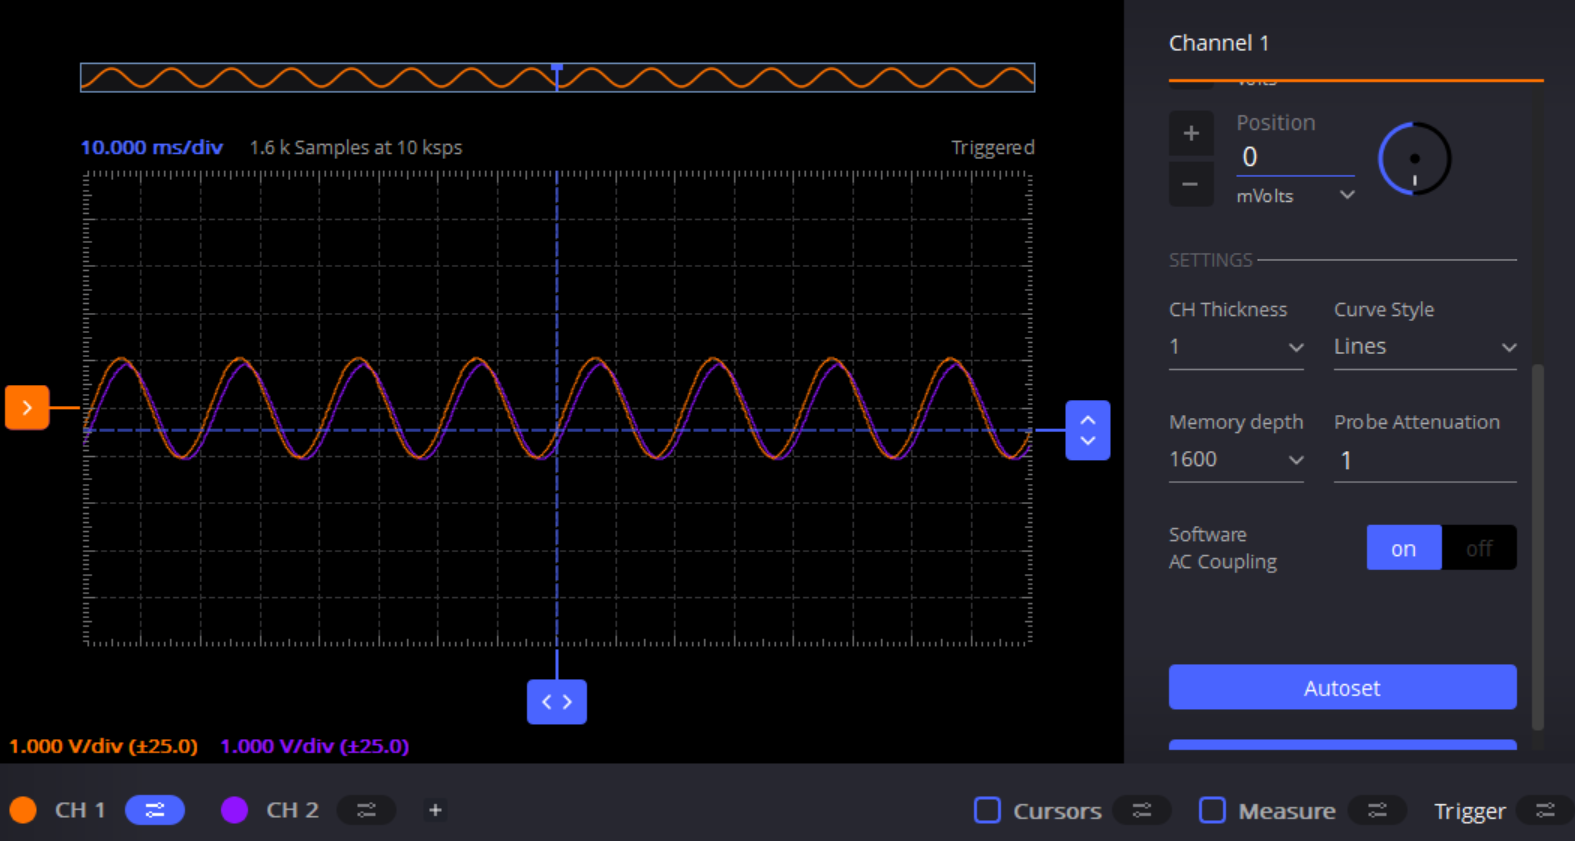 Channel 1
Volts
10.000 ms/div 1.6 k Samples at 10 ksps Triggered
+ Position
0
−
mVolts
SETTINGS
CH Thickness Curve Style
1 Lines
Memory depth Probe Attenuation
1600 1
Software
AC Coupling
on off
Autoset
1.000 V/div (±25.0) 1.000 V/div (±25.0)
CH 1 CH 2 + Cursors Measure Trigger